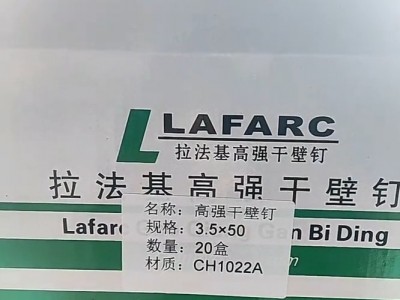 LAFARC
拉法基高强干壁钉
拉法基高强干壁钉
Lafarc G an Bi Ding
名称: 高强干壁钉
规格: 3.5×50
数量: 20盒
材质: CH1022A
m